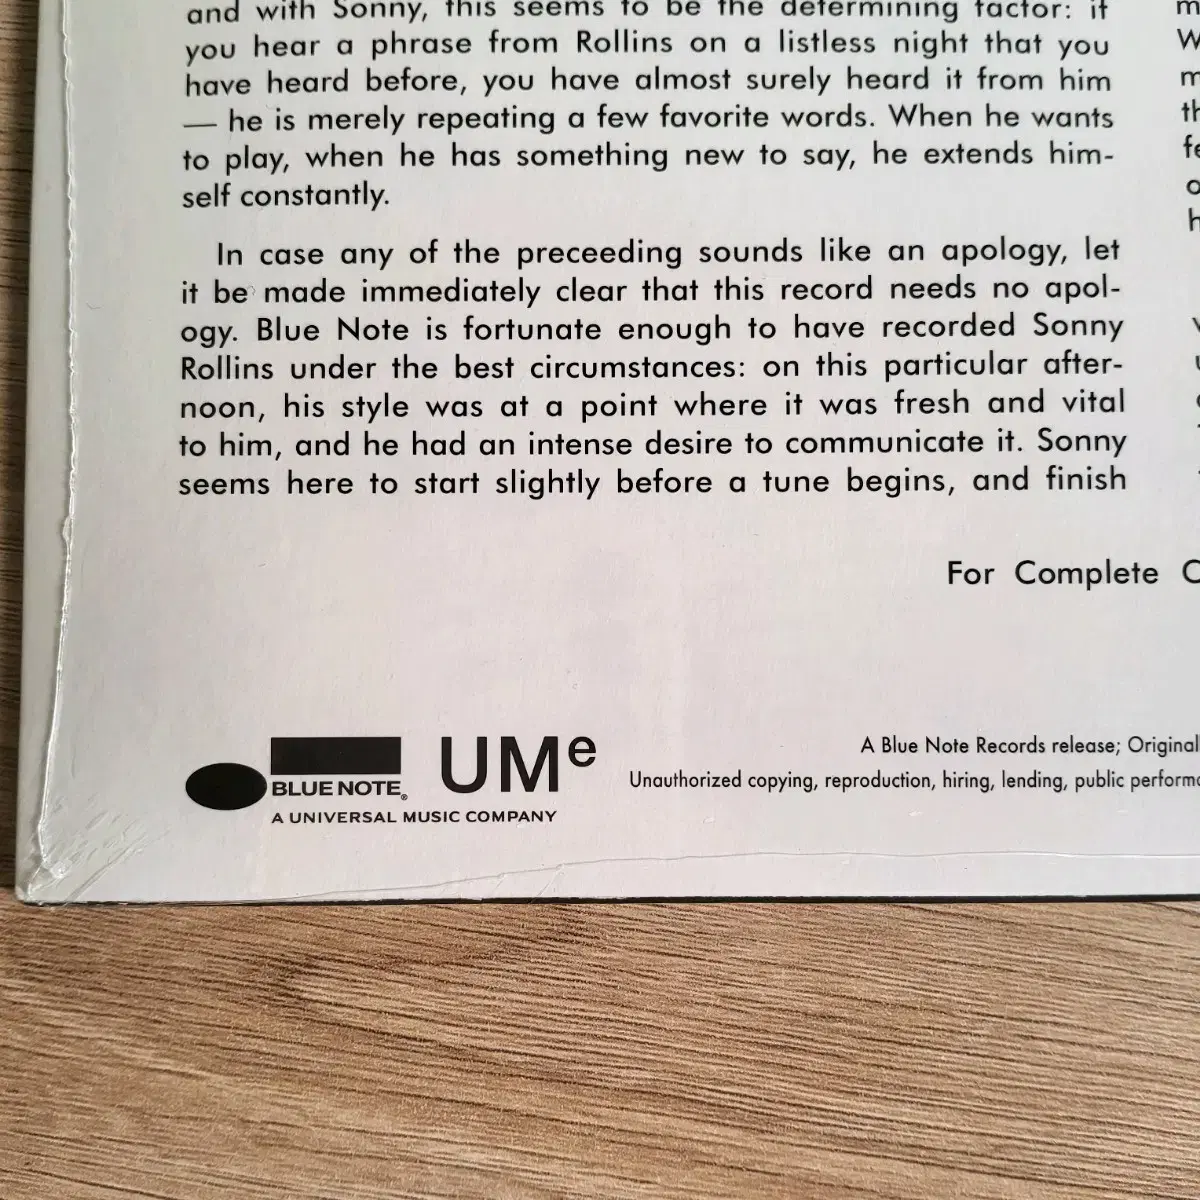 and with Sonny, this seems to be the determining factor: if
you hear a phrase from Rollins on a listless night that you
have heard before, you have almost surely heard it from him
— he is merely repeating a few favorite words. When he wants
to play, when he has something new to say, he extends him-
self constantly.
In case any of the preceeding sounds like an apology, let
it be made immediately clear that this record needs no apol-
ogy. Blue Note is fortunate enough to have recorded Sonny
Rollins under the best circumstances: on this particular after-
noon, his style was at a point where it was fresh and vital
to him, and he had an intense desire to communicate it. Sonny
seems here to start slightly before a tune begins, and finish
For Complete
BLUE NOTE®
A UNIVERSAL MUSIC COMPANY
UMe
A Blue Note Records release; Original
Unauthorized copying, reproduction, hiring, lending, public